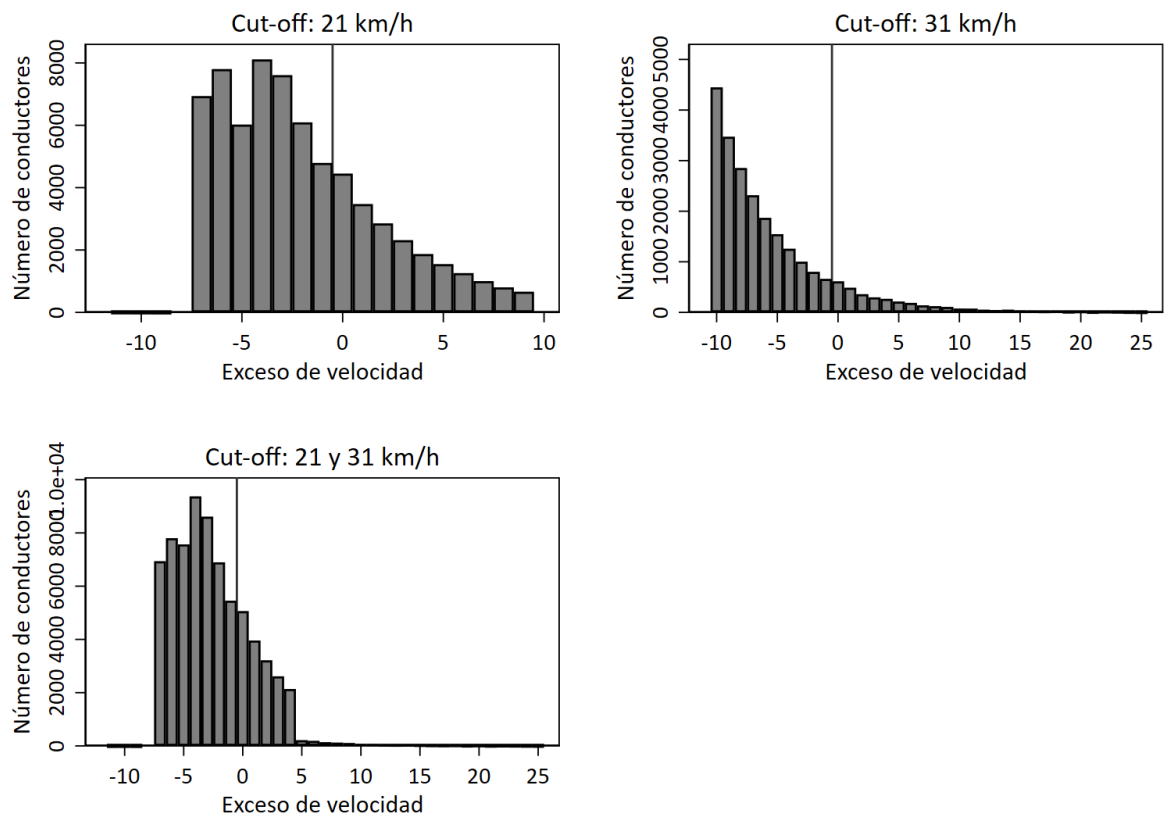 Cut-off: 21 km/h
Número de conductores
0 2000 4000 6000 8000
-10 -5 0 5 10
Exceso de velocidad
Cut-off: 31 km/h
Número de conductores
0 1000 2000 3000 4000 5000
-10 -5 0 5 10 15 20 25
Exceso de velocidad
Cut-off: 21 y 31 km/h
Número de conductores
0 2000 4000 6000 8000 1.0e+04
-10 -5 0 5 10 15 20 25
Exceso de velocidad